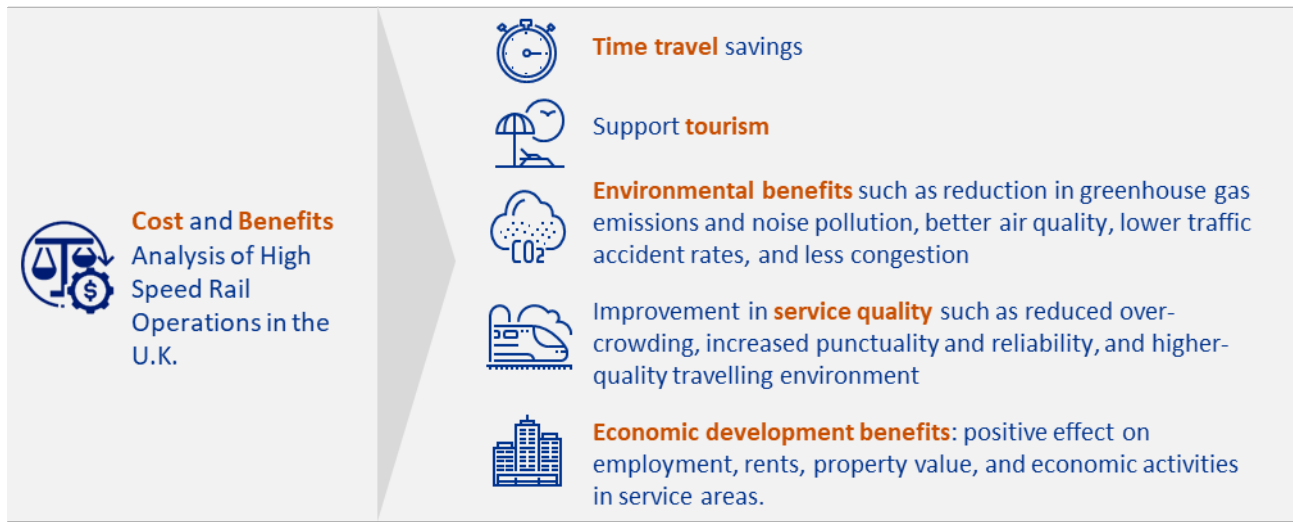 Cost and Benefits
Analysis of High
Speed Rail
Operations in the
U.K.
$
Time travel savings
Support tourism
CO2
Environmental benefits such as reduction in greenhouse gas
emissions and noise pollution, better air quality, lower traffic
accident rates, and less congestion
Improvement in service quality such as reduced over-
crowding, increased punctuality and reliability, and higher-
quality travelling environment
Economic development benefits: positive effect on
employment, rents, property value, and economic activities
in service areas.